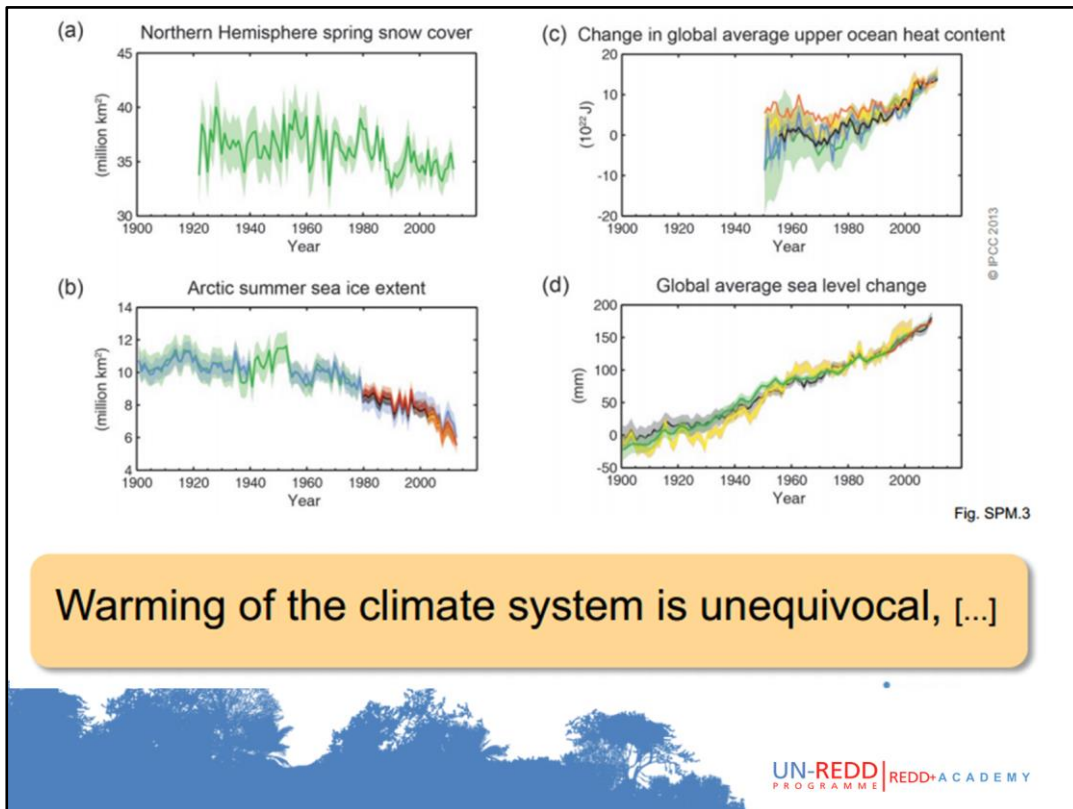 (a) Northern Hemisphere spring snow cover
45
40
35
30
(million km²)
1900 1920 1940 1960 1980 2000
Year
(c) Change in global average upper ocean heat content
20
10
0
-10
-20
(10²² J)
1900 1920 1940 1960 1980 2000
Year
© IPCC 2013
(b) Arctic summer sea ice extent
14
12
10
8
6
4
(million km²)
1900 1920 1940 1960 1980 2000
Year
(d) Global average sea level change
200
150
100
50
0
-50
(mm)
1900 1920 1940 1960 1980 2000
Year
Fig. SPM.3
Warming of the climate system is unequivocal, [...]
UN-REDD
PROGRAMME
REDD+ACADEMY